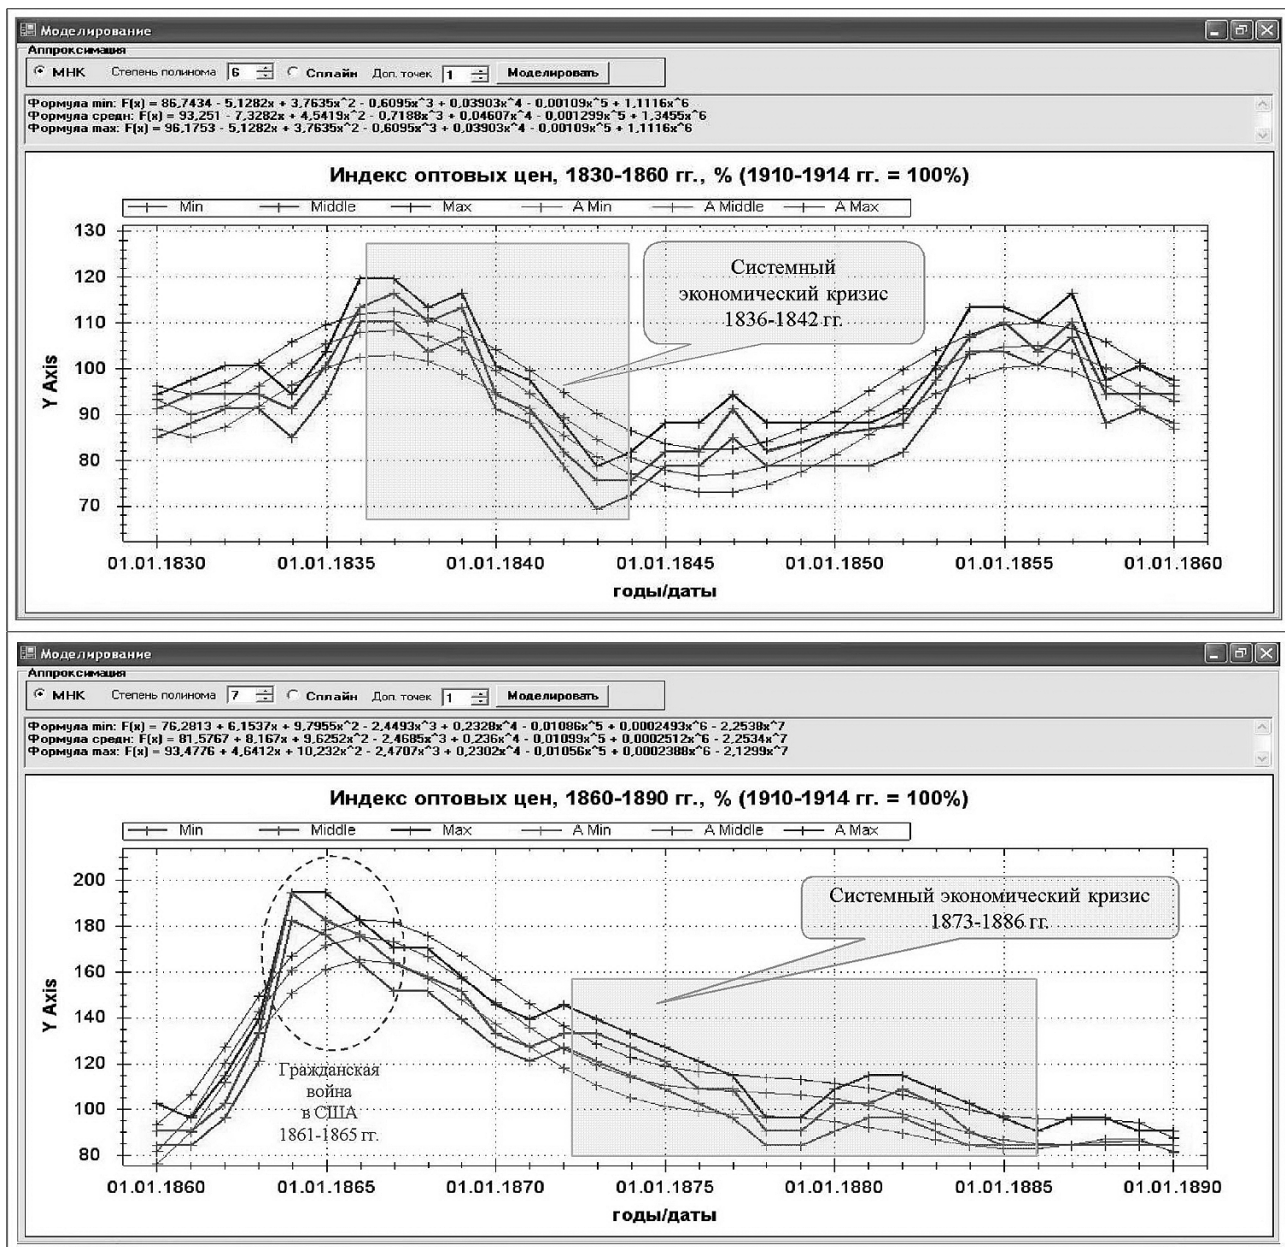 Моделирование
Аппроксимация
МНК Степень полинома 6 Сплайн Доп. точек 1 Моделировать
Формула min: F(x) = 86,7434 - 5,1282x + 3,7635x^2 - 0,6095x^3 + 0,03903x^4 - 0,00109x^5 + 1,1116x^6
Формула средн: F(x) = 93,251 - 7,3282x + 4,5419x^2 - 0,7188x^3 + 0,04607x^4 - 0,001299x^5 + 1,3455x^6
Формула max: F(x) = 96,1753 - 5,1282x + 3,7635x^2 - 0,6095x^3 + 0,03903x^4 - 0,00109x^5 + 1,1116x^6
Индекс оптовых цен, 1830-1860 гг., % (1910-1914 гг. = 100%)
Min Middle Max A Min A Middle A Max
130
120
110
100
90
80
70
Y Axis
Системный
экономический кризис
1836-1842 гг.
01.01.1830 01.01.1835 01.01.1840 01.01.1845 01.01.1850 01.01.1855 01.01.1860
годы/даты
Моделирование
Аппроксимация
МНК Степень полинома 7 Сплайн Доп. точек 1 Моделировать
Формула min: F(x) = 76,2813 + 6,1537x + 9,7955x^2 - 2,4493x^3 + 0,2328x^4 - 0,01086x^5 + 0,0002493x^6 - 2,2538x^7
Формула средн: F(x) = 81,5767 + 8,167x + 9,6252x^2 - 2,4685x^3 + 0,236x^4 - 0,01099x^5 + 0,0002512x^6 - 2,2534x^7
Формула max: F(x) = 93,4776 + 4,6412x + 10,232x^2 - 2,4707x^3 + 0,2302x^4 - 0,01056x^5 + 0,0002388x^6 - 2,1299x^7
Индекс оптовых цен, 1860-1890 гг., % (1910-1914 гг. = 100%)
Min Middle Max A Min A Middle A Max
200
180
160
140
120
100
80
Y Axis
Системный экономический кризис
1873-1886 гг.
Гражданская
война
в США
1861-1865 гг.
01.01.1860 01.01.1865 01.01.1870 01.01.1875 01.01.1880 01.01.1885 01.01.1890
годы/даты